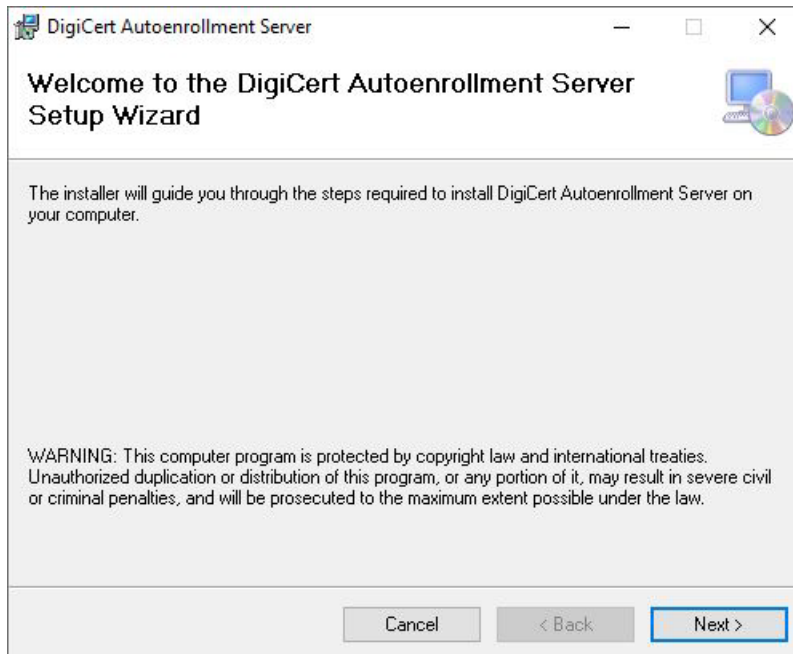 DigiCert Autoenrollment Server
Welcome to the DigiCert Autoenrollment Server
Setup Wizard
The installer will guide you through the steps required to install DigiCert Autoenrollment Server on
your computer.
WARNING: This computer program is protected by copyright law and international treaties.
Unauthorized duplication or distribution of this program, or any portion of it, may result in severe civil
or criminal penalties, and will be prosecuted to the maximum extent possible under the law.
Cancel < Back Next >